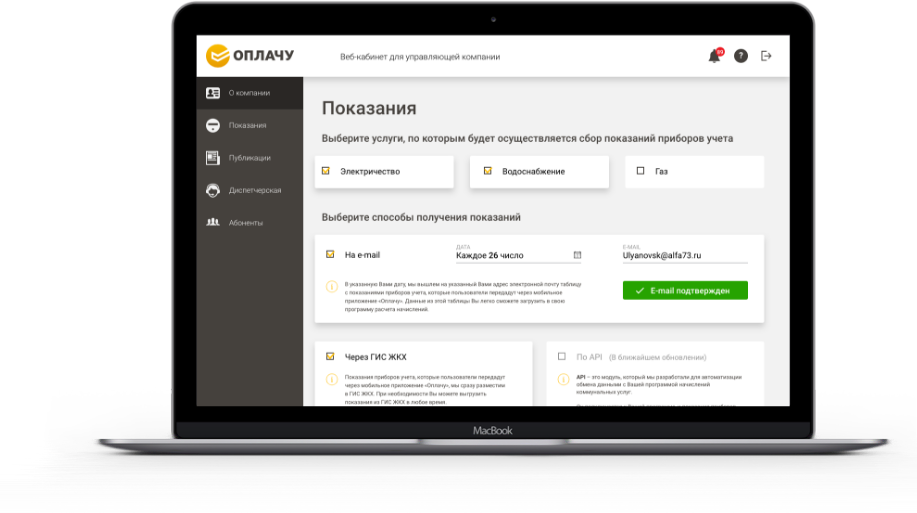 ОПЛАЧУ
Веб-кабинет для управляющей компании
39
?
О компании
Показания
Публикации
Диспетчерская
Абоненты
Показания
Выберите услуги, по которым будет осуществляется сбор показаний приборов учета
Электричество
Водоснабжение
Газ
Выберите способы получения показаний
На e-mail
ДАТА
Каждое 26 число
E-MAIL
Ulyanovsk@alfa73.ru
В указанную Вами дату, мы вышлем на указанный Вами адрес электронной почту таблицу
с показаниями приборов учета, которые пользователи передадут через мобильное
приложение «Оплачу». Данные из этой таблицы Вы легко сможете загрузить в свою
программу расчета начислений.
E-mail подтвержден
Через ГИС ЖКХ
Показания приборов учета, которые пользователи передадут
через мобильное приложение «Оплачу», мы сразу разместим
в ГИС ЖКХ. При необходимости Вы можете выгрузить
показания из ГИС ЖКХ в любое время.
По API (В ближайшем обновлении)
API – это модуль, который мы разработали для автоматизации
обмена данными с Вашей программой начислений
коммунальных услуг.
MacBook